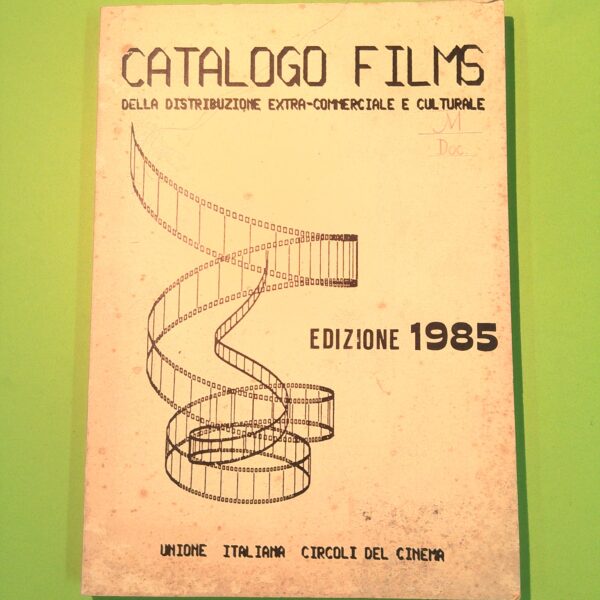 CATALOGO FILMS
DELLA DISTRIBUZIONE EXTRA-COMMERCIALE E CULTURALE
M
Doc
EDIZIONE 1985
UNIONE ITALIANA CIRCOLI DEL CINEMA